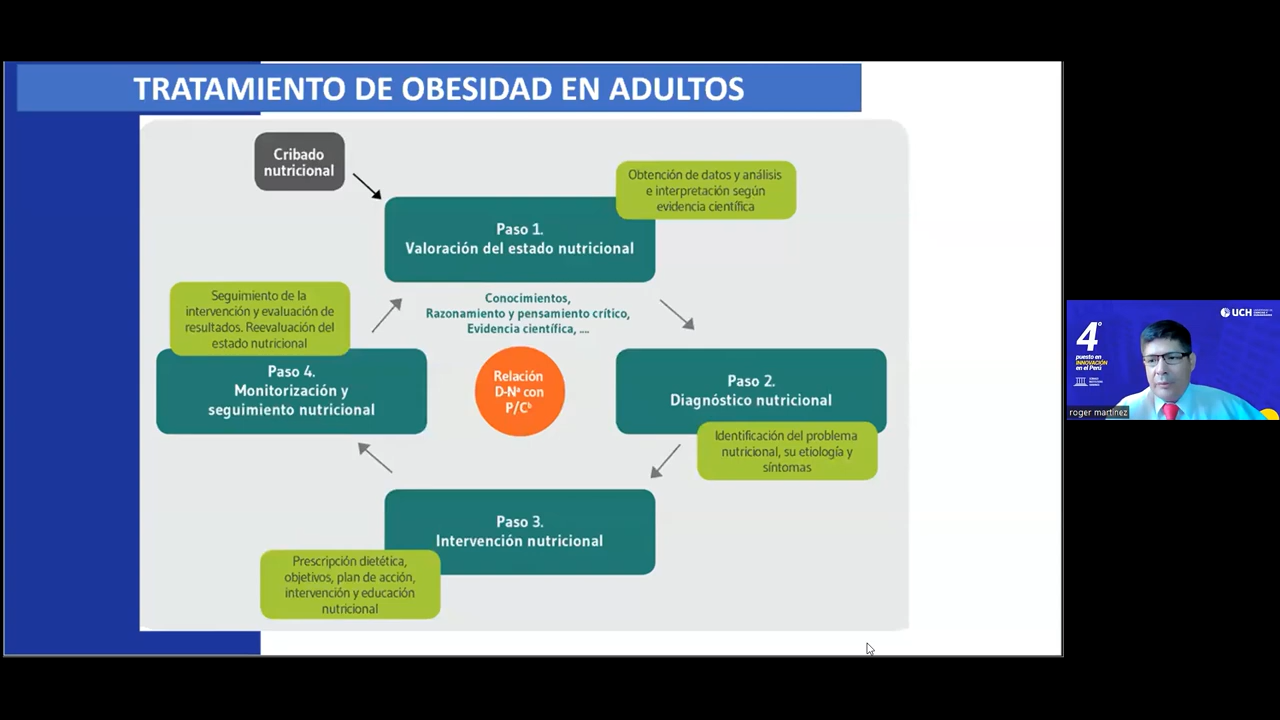 TRATAMIENTO DE OBESIDAD EN ADULTOS
Cribado
nutricional
Obtención de datos y análisis
e interpretación según
evidencia científica
Paso 1.
Valoración del estado nutricional
Seguimiento de la
intervención y evaluación de
resultados. Reevaluación del
estado nutricional
Conocimientos,
Razonamiento y pensamiento crítico,
Evidencia científica, ....
Paso 4.
Monitorización y
seguimiento nutricional
Relación
D-Nª con
P/Cᵇ
Paso 2.
Diagnóstico nutricional
Identificación del problema
nutricional, su etiología y
síntomas
Paso 3.
Intervención nutricional
Prescripción dietética,
objetivos, plan de acción,
intervención y educación
nutricional
UCH
4°
puesto en
INNOVACIÓN
en el Perú
roger martinez